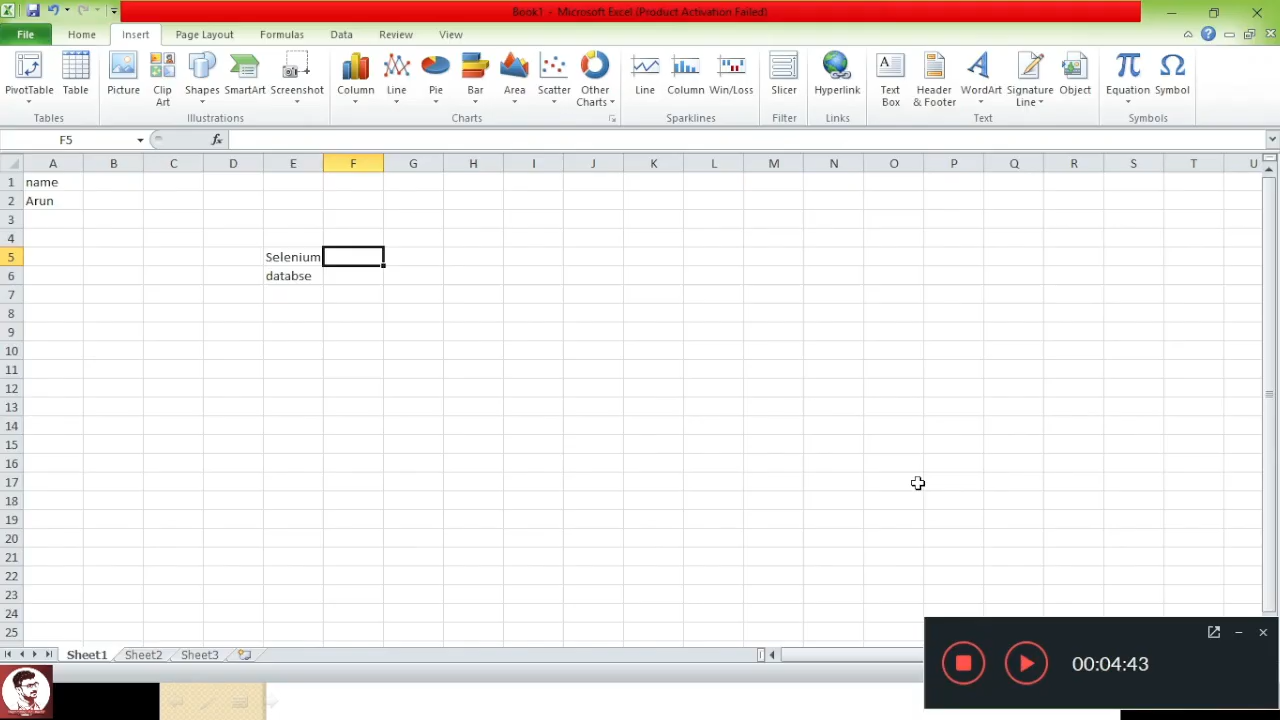 Book1 - Microsoft Excel (Product Activation Failed)
File Home Insert Page Layout Formulas Data Review View
PivotTable Table Picture Clip Art Shapes SmartArt Screenshot Column Line Pie Bar Area Scatter Other Charts Line Column Win/Loss Slicer Hyperlink Text Box Header & Footer WordArt Signature Line Object Equation Symbol
Tables Illustrations Charts Sparklines Filter Links Text Symbols
F5 fx
A B C D E F G H I J K L M N O P Q R S T U
1 name
2 Arun
3
4
5 Selenium
6 databse
7
8
9
10
11
12
13
14
15
16
17
18
19
20
21
22
23
24
25
Sheet1 Sheet2 Sheet3
00:04:43